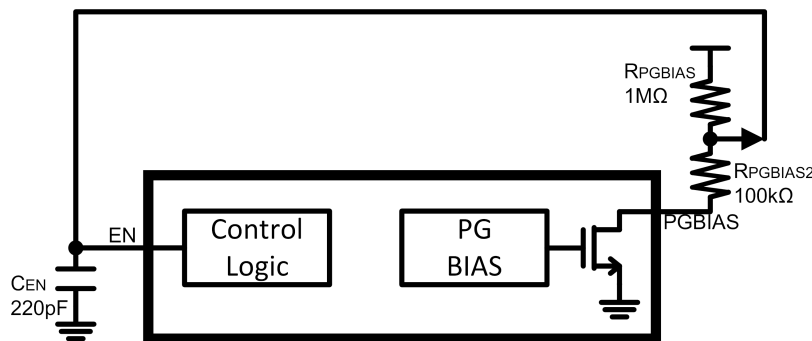 RPGBIAS
1MΩ
RPGBIAS2
100kΩ
PGBIAS
EN
Control
Logic
PG
BIAS
CEN
220pF